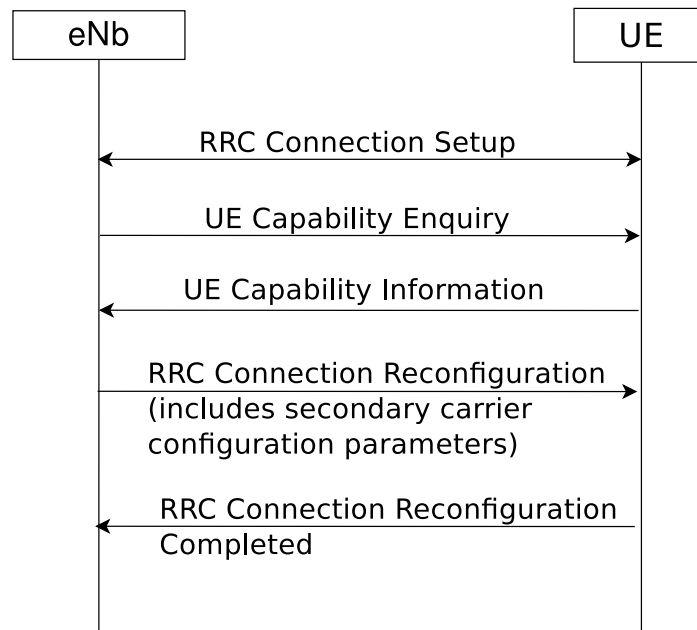 eNb
UE
RRC Connection Setup
UE Capability Enquiry
UE Capability Information
RRC Connection Reconfiguration
(includes secondary carrier
configuration parameters)
RRC Connection Reconfiguration
Completed